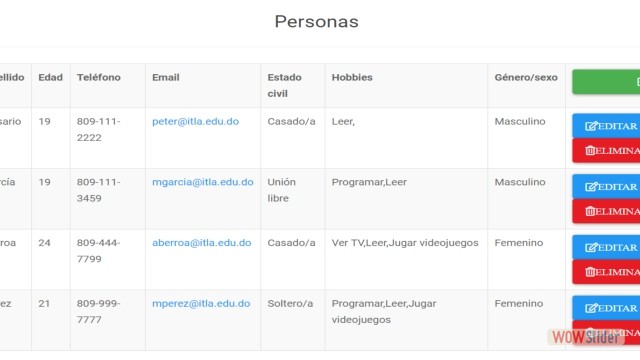 Personas
ellido Edad Teléfono Email Estado civil Hobbies Género/sexo
sario 19 809-111-2222 peter@itla.edu.do Casado/a Leer, Masculino EDITAR
ELIMINA
rcía 19 809-111-3459 mgarcia@itla.edu.do Unión libre Programar,Leer Masculino EDITAR
ELIMINA
rroa 24 809-444-7799 aberroa@itla.edu.do Casado/a Ver TV,Leer,Jugar videojuegos Femenino EDITAR
ELIMINA
ez 21 809-999-7777 mperez@itla.edu.do Soltero/a Programar,Leer,Jugar videojuegos Femenino EDITAR
ELIMINA
WOWSlider